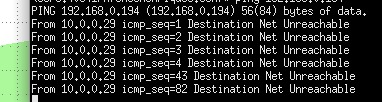 PING 192.168.0.194 (192.168.0.194) 56(84) bytes of data.
From 10.0.0.29 icmp_seq=1 Destination Net Unreachable
From 10.0.0.29 icmp_seq=2 Destination Net Unreachable
From 10.0.0.29 icmp_seq=3 Destination Net Unreachable
From 10.0.0.29 icmp_seq=4 Destination Net Unreachable
From 10.0.0.29 icmp_seq=43 Destination Net Unreachable
From 10.0.0.29 icmp_seq=82 Destination Net Unreachable